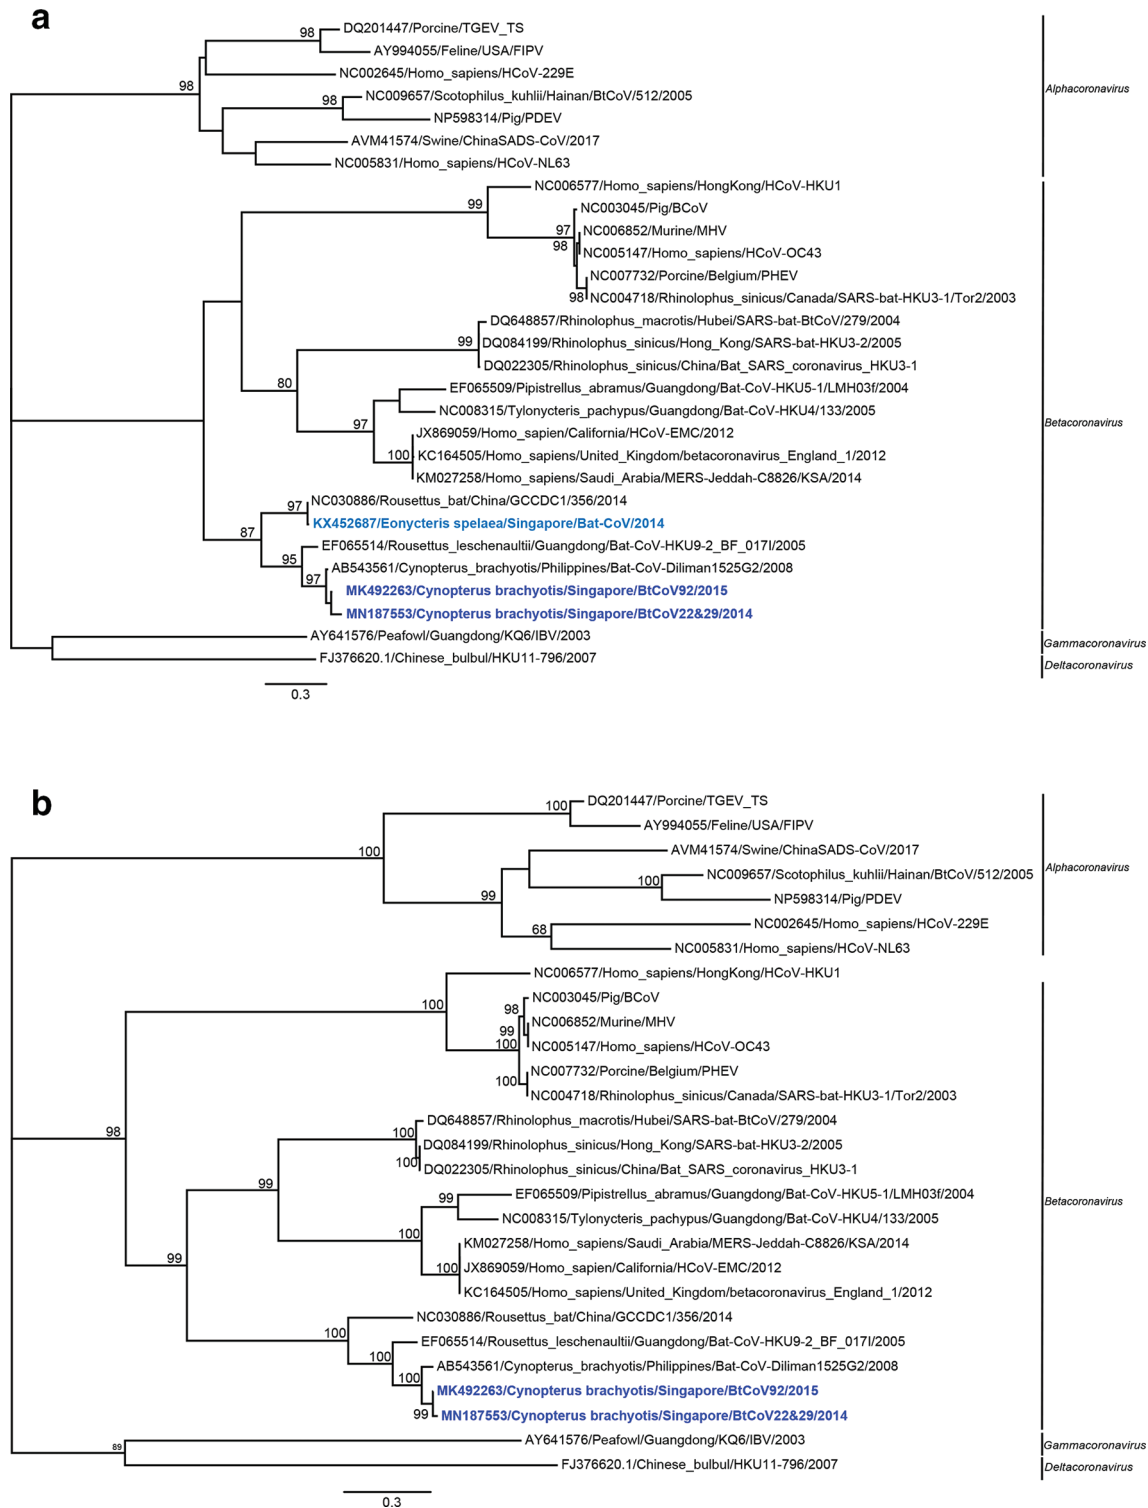 a
98
DQ201447/Porcine/TGEV_TS
AY994055/Feline/USA/FIPV
98
NC002645/Homo_sapiens/HCoV-229E
98
NC009657/Scotophilus_kuhlii/Hainan/BtCoV/512/2005
NP598314/Pig/PDEV
AVM41574/Swine/ChinaSADS-CoV/2017
NC005831/Homo_sapiens/HCoV-NL63
Alphacoronavirus
NC006577/Homo_sapiens/HongKong/HCoV-HKU1
99
NC003045/Pig/BCoV
97
NC006852/Murine/MHV
98
NC005147/Homo_sapiens/HCoV-OC43
NC007732/Porcine/Belgium/PHEV
98
NC004718/Rhinolophus_sinicus/Canada/SARS-bat-HKU3-1/Tor2/2003
DQ648857/Rhinolophus_macrotis/Hubei/SARS-bat-BtCoV/279/2004
99
DQ084199/Rhinolophus_sinicus/Hong_Kong/SARS-bat-HKU3-2/2005
DQ022305/Rhinolophus_sinicus/China/Bat_SARS_coronavirus_HKU3-1
80
EF065509/Pipistrellus_abramus/Guangdong/Bat-CoV-HKU5-1/LMH03f/2004
NC008315/Tylonycteris_pachypus/Guangdong/Bat-CoV-HKU4/133/2005
97
JX869059/Homo_sapien/California/HCoV-EMC/2012
100
KC164505/Homo_sapiens/United_Kingdom/betacoronavirus_England_1/2012
KM027258/Homo_sapiens/Saudi_Arabia/MERS-Jeddah-C8826/KSA/2014
Betacoronavirus
97
NC030886/Rousettus_bat/China/GCCDC1/356/2014
KX452687/Eonycteris spelaea/Singapore/Bat-CoV/2014
87
EF065514/Rousettus_leschenaultii/Guangdong/Bat-CoV-HKU9-2_BF_017I/2005
95
AB543561/Cynopterus_brachyotis/Philippines/Bat-CoV-Diliman1525G2/2008
97
MK492263/Cynopterus brachyotis/Singapore/BtCoV92/2015
MN187553/Cynopterus brachyotis/Singapore/BtCoV22&29/2014
AY641576/Peafowl/Guangdong/KQ6/IBV/2003
Gammacoronavirus
FJ376620.1/Chinese_bulbul/HKU11-796/2007
Deltacoronavirus
0.3
b
100
DQ201447/Porcine/TGEV_TS
AY994055/Feline/USA/FIPV
100
AVM41574/Swine/ChinaSADS-CoV/2017
100
NC009657/Scotophilus_kuhlii/Hainan/BtCoV/512/2005
NP598314/Pig/PDEV
99
NC002645/Homo_sapiens/HCoV-229E
68
NC005831/Homo_sapiens/HCoV-NL63
Alphacoronavirus
NC006577/Homo_sapiens/HongKong/HCoV-HKU1
100
NC003045/Pig/BCoV
98
NC006852/Murine/MHV
99
100
NC005147/Homo_sapiens/HCoV-OC43
NC007732/Porcine/Belgium/PHEV
100
NC004718/Rhinolophus_sinicus/Canada/SARS-bat-HKU3-1/Tor2/2003
98
DQ648857/Rhinolophus_macrotis/Hubei/SARS-bat-BtCoV/279/2004
100
DQ084199/Rhinolophus_sinicus/Hong_Kong/SARS-bat-HKU3-2/2005
100
DQ022305/Rhinolophus_sinicus/China/Bat_SARS_coronavirus_HKU3-1
99
EF065509/Pipistrellus_abramus/Guangdong/Bat-CoV-HKU5-1/LMH03f/2004
99
NC008315/Tylonycteris_pachypus/Guangdong/Bat-CoV-HKU4/133/2005
100
KM027258/Homo_sapiens/Saudi_Arabia/MERS-Jeddah-C8826/KSA/2014
100
JX869059/Homo_sapien/California/HCoV-EMC/2012
KC164505/Homo_sapiens/United_Kingdom/betacoronavirus_England_1/2012
Betacoronavirus
99
NC030886/Rousettus_bat/China/GCCDC1/356/2014
100
EF065514/Rousettus_leschenaultii/Guangdong/Bat-CoV-HKU9-2_BF_017I/2005
100
AB543561/Cynopterus_brachyotis/Philippines/Bat-CoV-Diliman1525G2/2008
100
MK492263/Cynopterus brachyotis/Singapore/BtCoV92/2015
99
MN187553/Cynopterus brachyotis/Singapore/BtCoV22&29/2014
89
AY641576/Peafowl/Guangdong/KQ6/IBV/2003
Gammacoronavirus
FJ376620.1/Chinese_bulbul/HKU11-796/2007
Deltacoronavirus
0.3